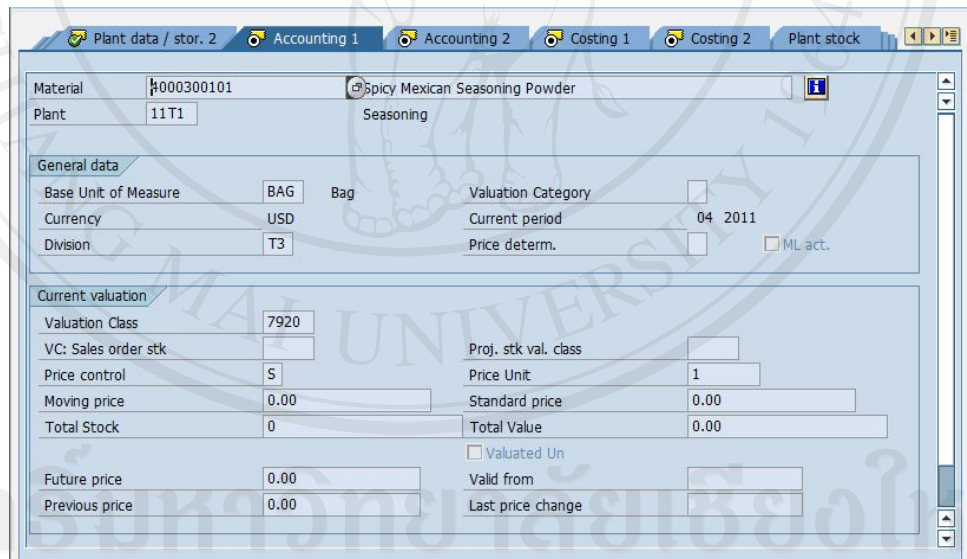 Plant data / stor. 2 Accounting 1 Accounting 2 Costing 1 Costing 2 Plant stock
Material 4000300101 Spicy Mexican Seasoning Powder
Plant 11T1 Seasoning
General data
Base Unit of Measure BAG Bag Valuation Category
Currency USD Current period 04 2011
Division T3 Price determ. ML act.
Current valuation
Valuation Class 7920
VC: Sales order stk Proj. stk val. class
Price control S Price Unit 1
Moving price 0.00 Standard price 0.00
Total Stock 0 Total Value 0.00
Valuated Un
Future price 0.00 Valid from
Previous price 0.00 Last price change
MAI UNIVERSITY